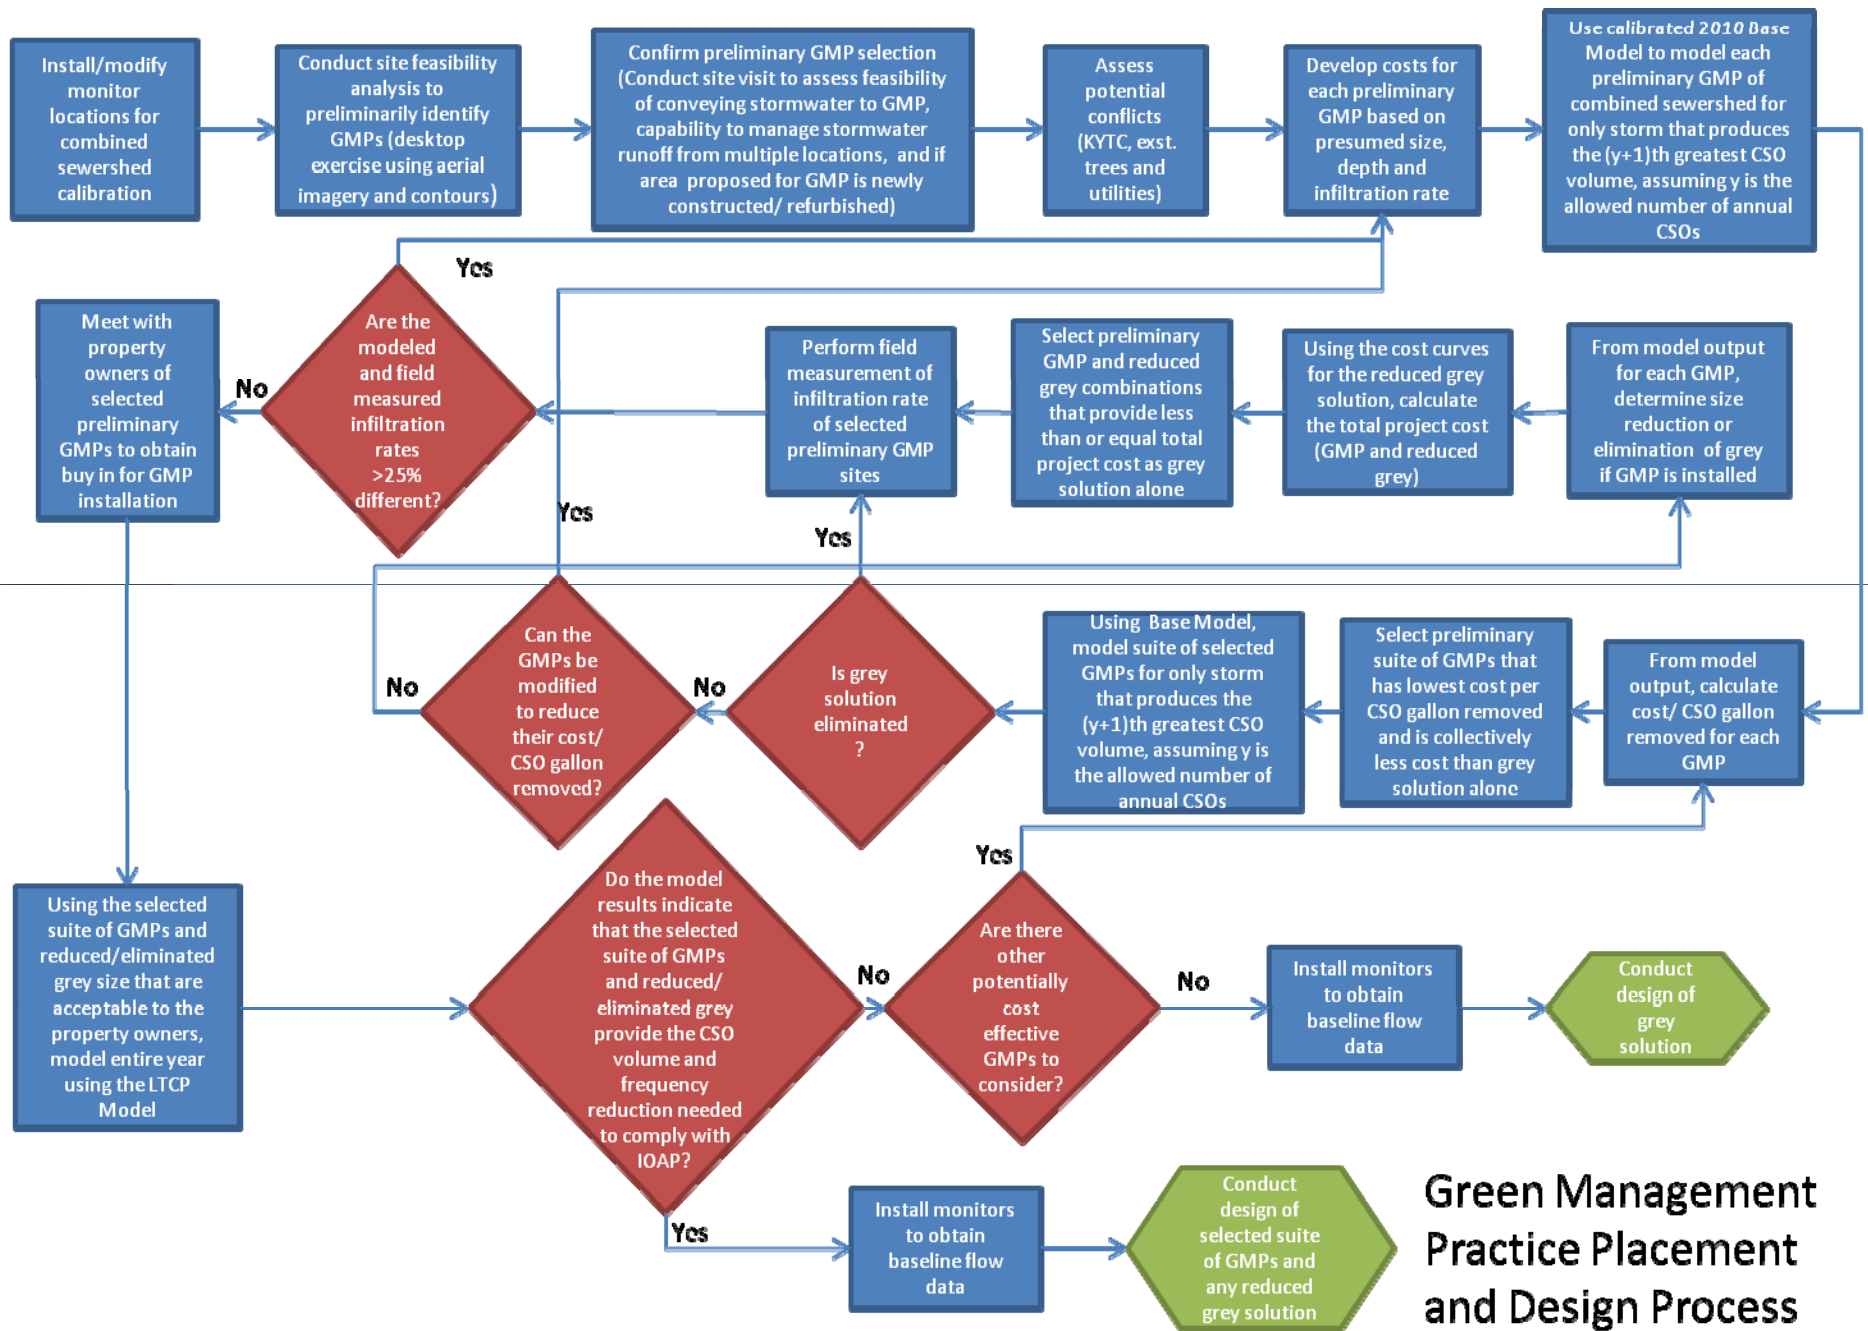 Install/modify
monitor
locations for
combined
sewershed
calibration
Conduct site feasibility
analysis to
preliminarily identify
GMPs (desktop
exercise using aerial
imagery and contours)
Confirm preliminary GMP selection
(Conduct site visit to assess feasibility
of conveying stormwater to GMP,
capability to manage stormwater
runoff from multiple locations, and if
area proposed for GMP is newly
constructed/ refurbished)
Assess
potential
conflicts
(KYTC, exst.
trees and
utilities)
Develop costs for
each preliminary
GMP based on
presumed size,
depth and
infiltration rate
Use calibrated 2010 Base
Model to model each
preliminary GMP of
combined sewershed for
only storm that produces
the (y+1)th greatest CSO
volume, assuming y is the
allowed number of annual
CSOs
Meet with
property
owners of
selected
preliminary
GMPs to obtain
buy in for GMP
installation
No
Are the
modeled
and field
measured
infiltration
rates
>25%
different?
Yes
Perform field
measurement of
infiltration rate
of selected
preliminary GMP
sites
Select preliminary
GMP and reduced
grey combinations
that provide less
than or equal total
project cost as grey
solution alone
Using the cost curves
for the reduced grey
solution, calculate
the total project cost
(GMP and reduced
grey)
From model output
for each GMP,
determine size
reduction or
elimination of grey
if GMP is installed
Yes
Yes
No
Can the
GMPs be
modified
to reduce
their cost/
CSO gallon
removed?
No
Is grey
solution
eliminated
?
Using Base Model,
model suite of selected
GMPs for only storm
that produces the
(y+1)th greatest CSO
volume, assuming y is
the allowed number of
annual CSOs
Select preliminary
suite of GMPs that
has lowest cost per
CSO gallon removed
and is collectively
less cost than grey
solution alone
From model
output, calculate
cost/ CSO gallon
removed for each
GMP
Using the selected
suite of GMPs and
reduced/eliminated
grey size that are
acceptable to the
property owners,
model entire year
using the LTCP
Model
Do the model
results indicate
that the selected
suite of GMPs
and reduced/
eliminated grey
provide the CSO
volume and
frequency
reduction needed
to comply with
IOAP?
No
Yes
Are there
other
potentially
cost
effective
GMPs to
consider?
No
Install monitors
to obtain
baseline flow
data
Conduct
design of
grey
solution
Yes
Install monitors
to obtain
baseline flow
data
Conduct
design of
selected suite
of GMPs and
any reduced
grey solution
Green Management
Practice Placement
and Design Process